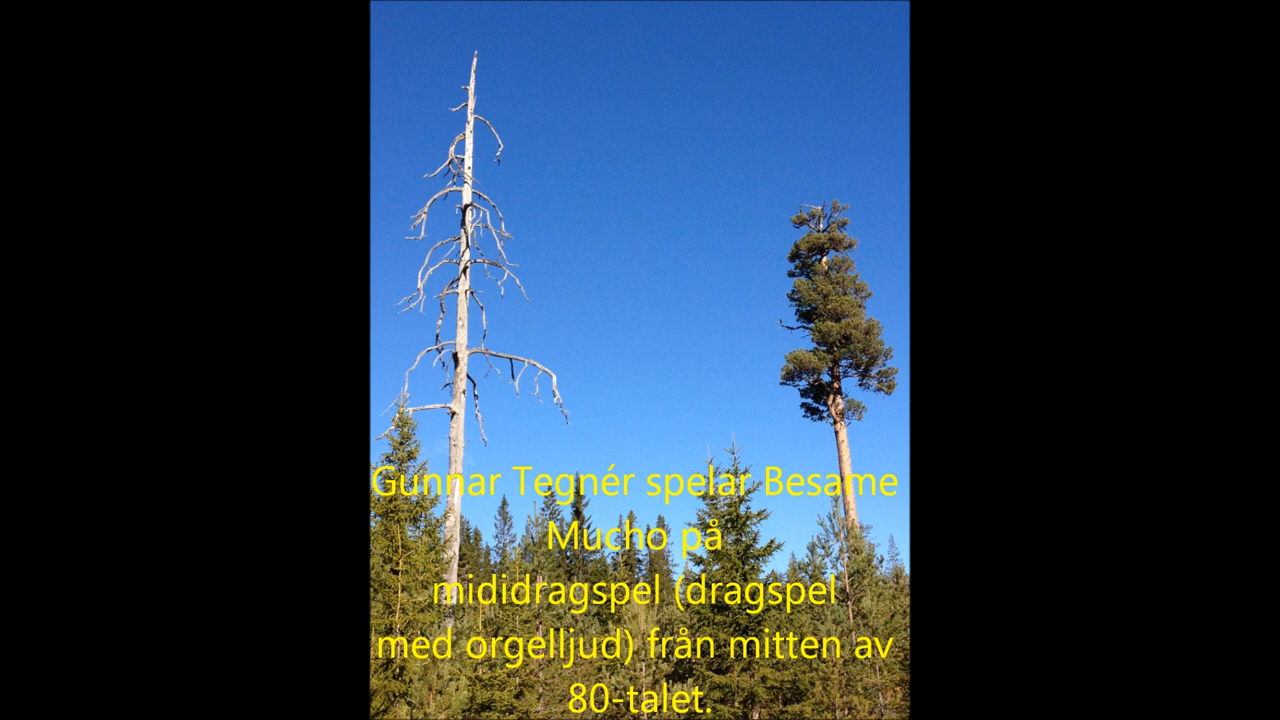 Gunnar Tegnér spelar Besame
Mucho på
mididragspel (dragspel
med orgelljud) från mitten av
80-talet.